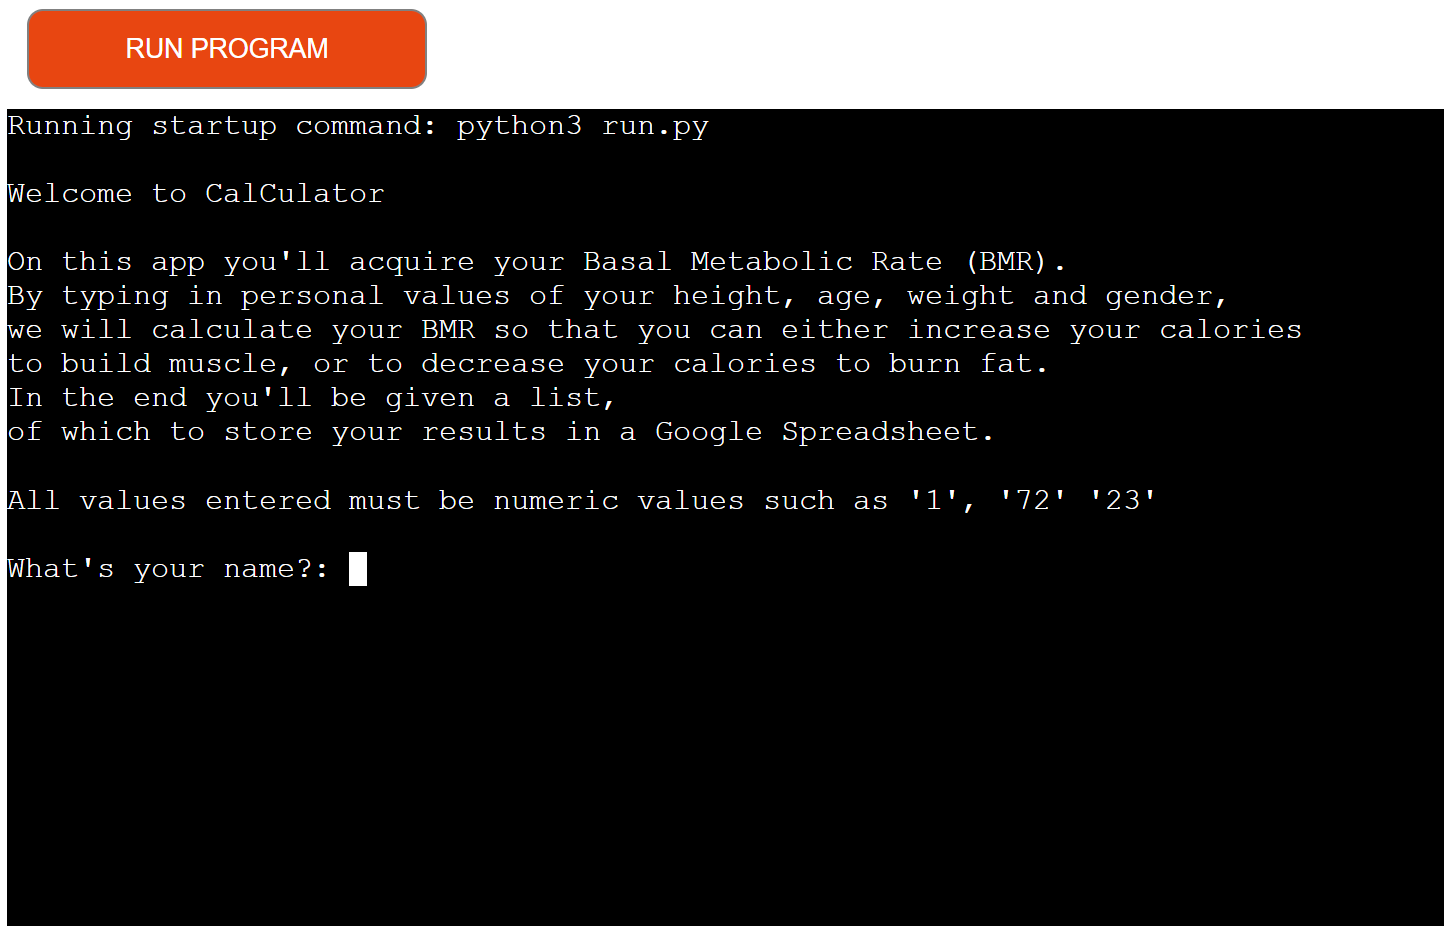 RUN PROGRAM
Running startup command: python3 run.py
Welcome to CalCulator
On this app you'll acquire your Basal Metabolic Rate (BMR).
By typing in personal values of your height, age, weight and gender,
we will calculate your BMR so that you can either increase your calories
to build muscle, or to decrease your calories to burn fat.
In the end you'll be given a list,
of which to store your results in a Google Spreadsheet.
All values entered must be numeric values such as '1', '72' '23'
What's your name?: